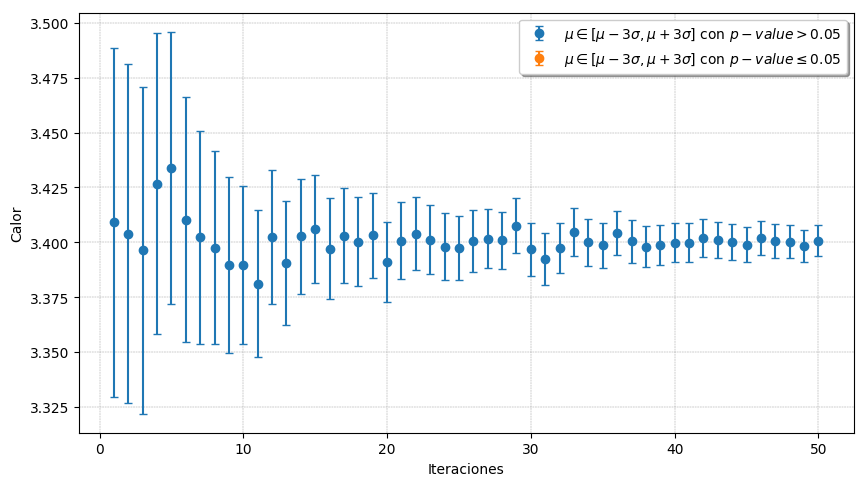 3.500
3.475
3.450
3.425
3.400
3.375
3.350
3.325
Calor
μ ∈ [μ − 3σ, μ + 3σ] con p − value > 0.05
μ ∈ [μ − 3σ, μ + 3σ] con p − value ≤ 0.05
0 10 20 30 40 50
Iteraciones